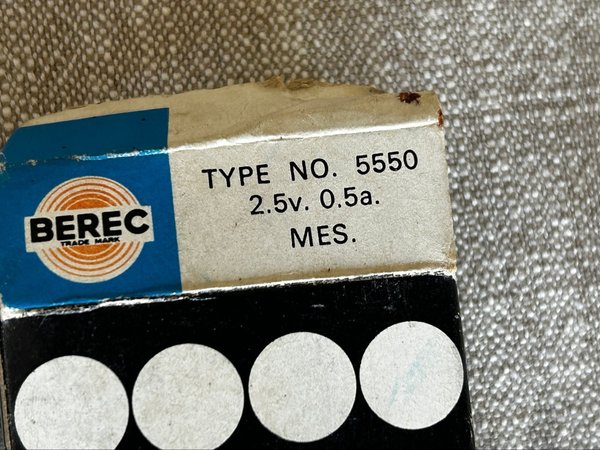 BEREC
TRADE MARK
TYPE NO. 5550
2.5v. 0.5a.
MES.